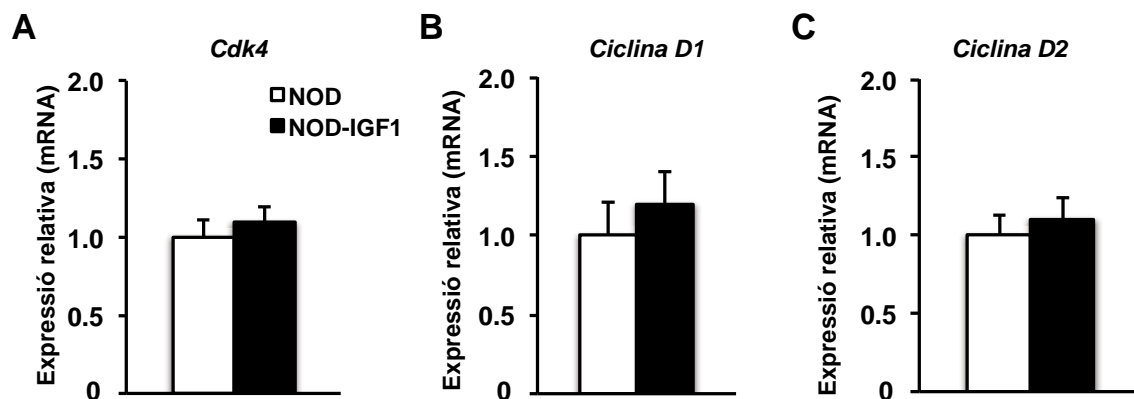 A
Cdk4
Expressió relativa (mRNA)
2.0
1.5
1.0
0.5
0
NOD
NOD-IGF1
B
Ciclina D1
Expressió relativa (mRNA)
2.0
1.5
1.0
0.5
0
C
Ciclina D2
Expressió relativa (mRNA)
2.0
1.5
1.0
0.5
0